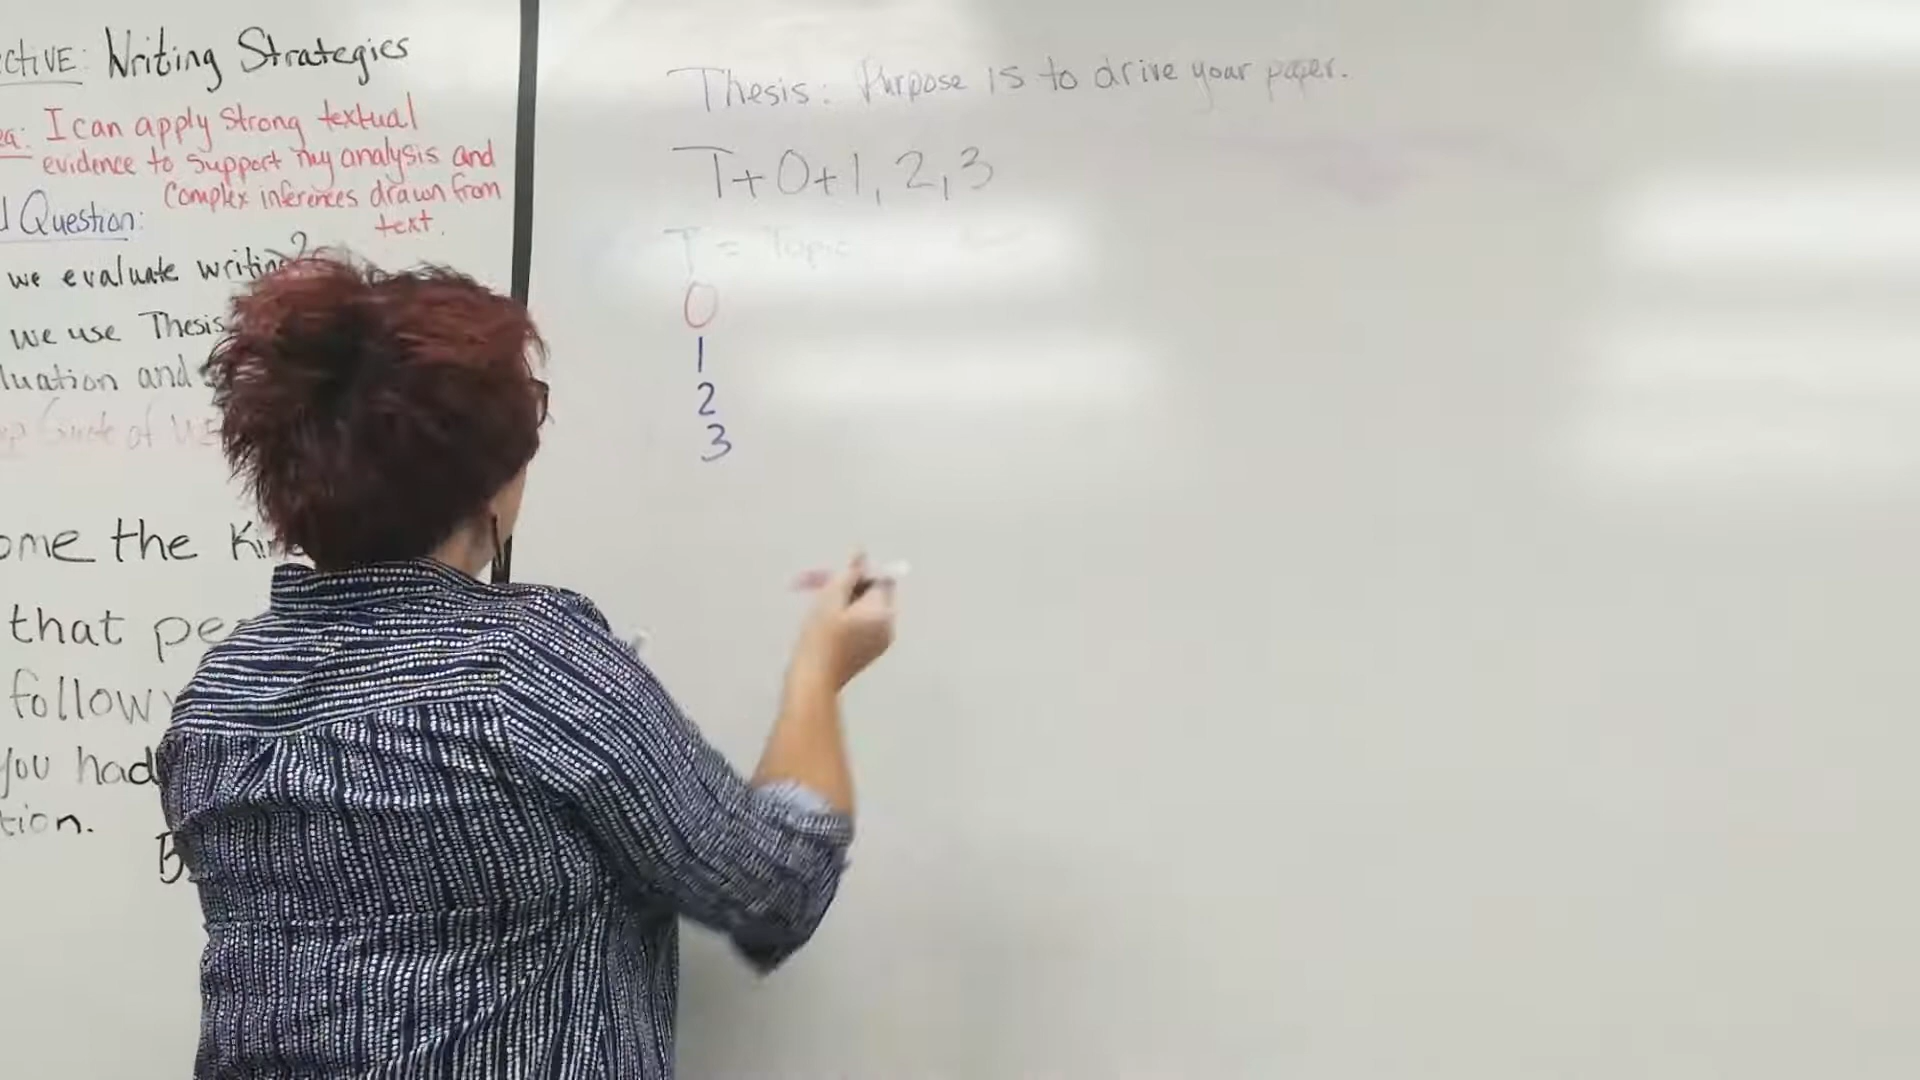 ctive: Writing Strategies
ea: I can apply strong textual
evidence to support my analysis and
complex inferences drawn from
text.
Question:
we evaluate writing?
we use Thesis
luation and
of
ome the
that pe
follow
you had
tion.
Thesis: Purpose is to drive your paper.
T+O+1, 2, 3
T = Topic
O
1
2
3